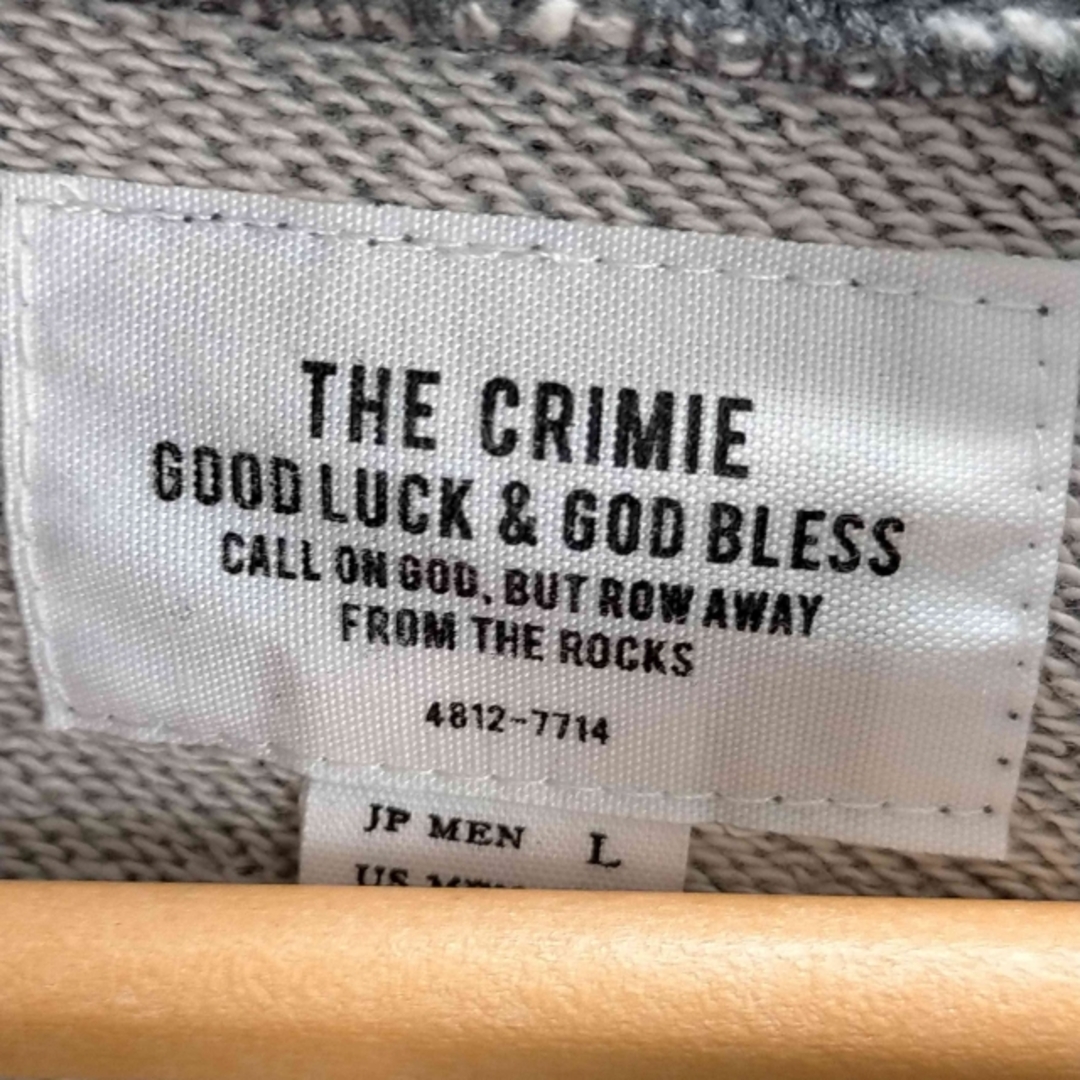 THE CRIMIE
GOOD LUCK & GOD BLESS
CALL ON GOD, BUT ROW AWAY
FROM THE ROCKS
4812-7714
JP MEN L
US